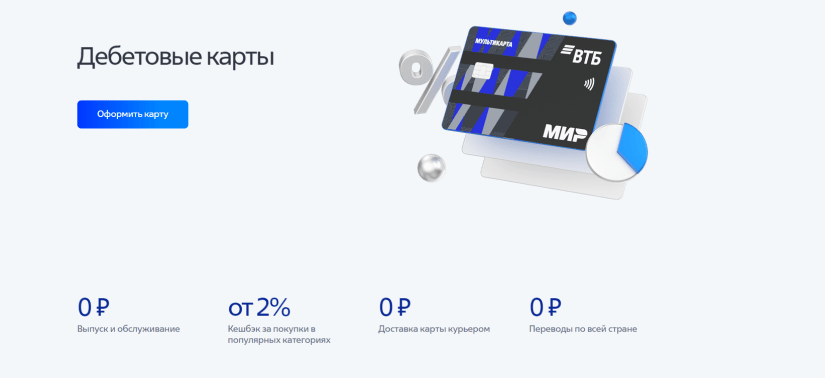 Дебетовые карты
Оформить карту
МУЛЬТИКАРТА
ВТБ
МИР
0 ₽
Выпуск и обслуживание
от 2%
Кешбэк за покупки в
популярных категориях
0 ₽
Доставка карты курьером
0 ₽
Переводы по всей стране